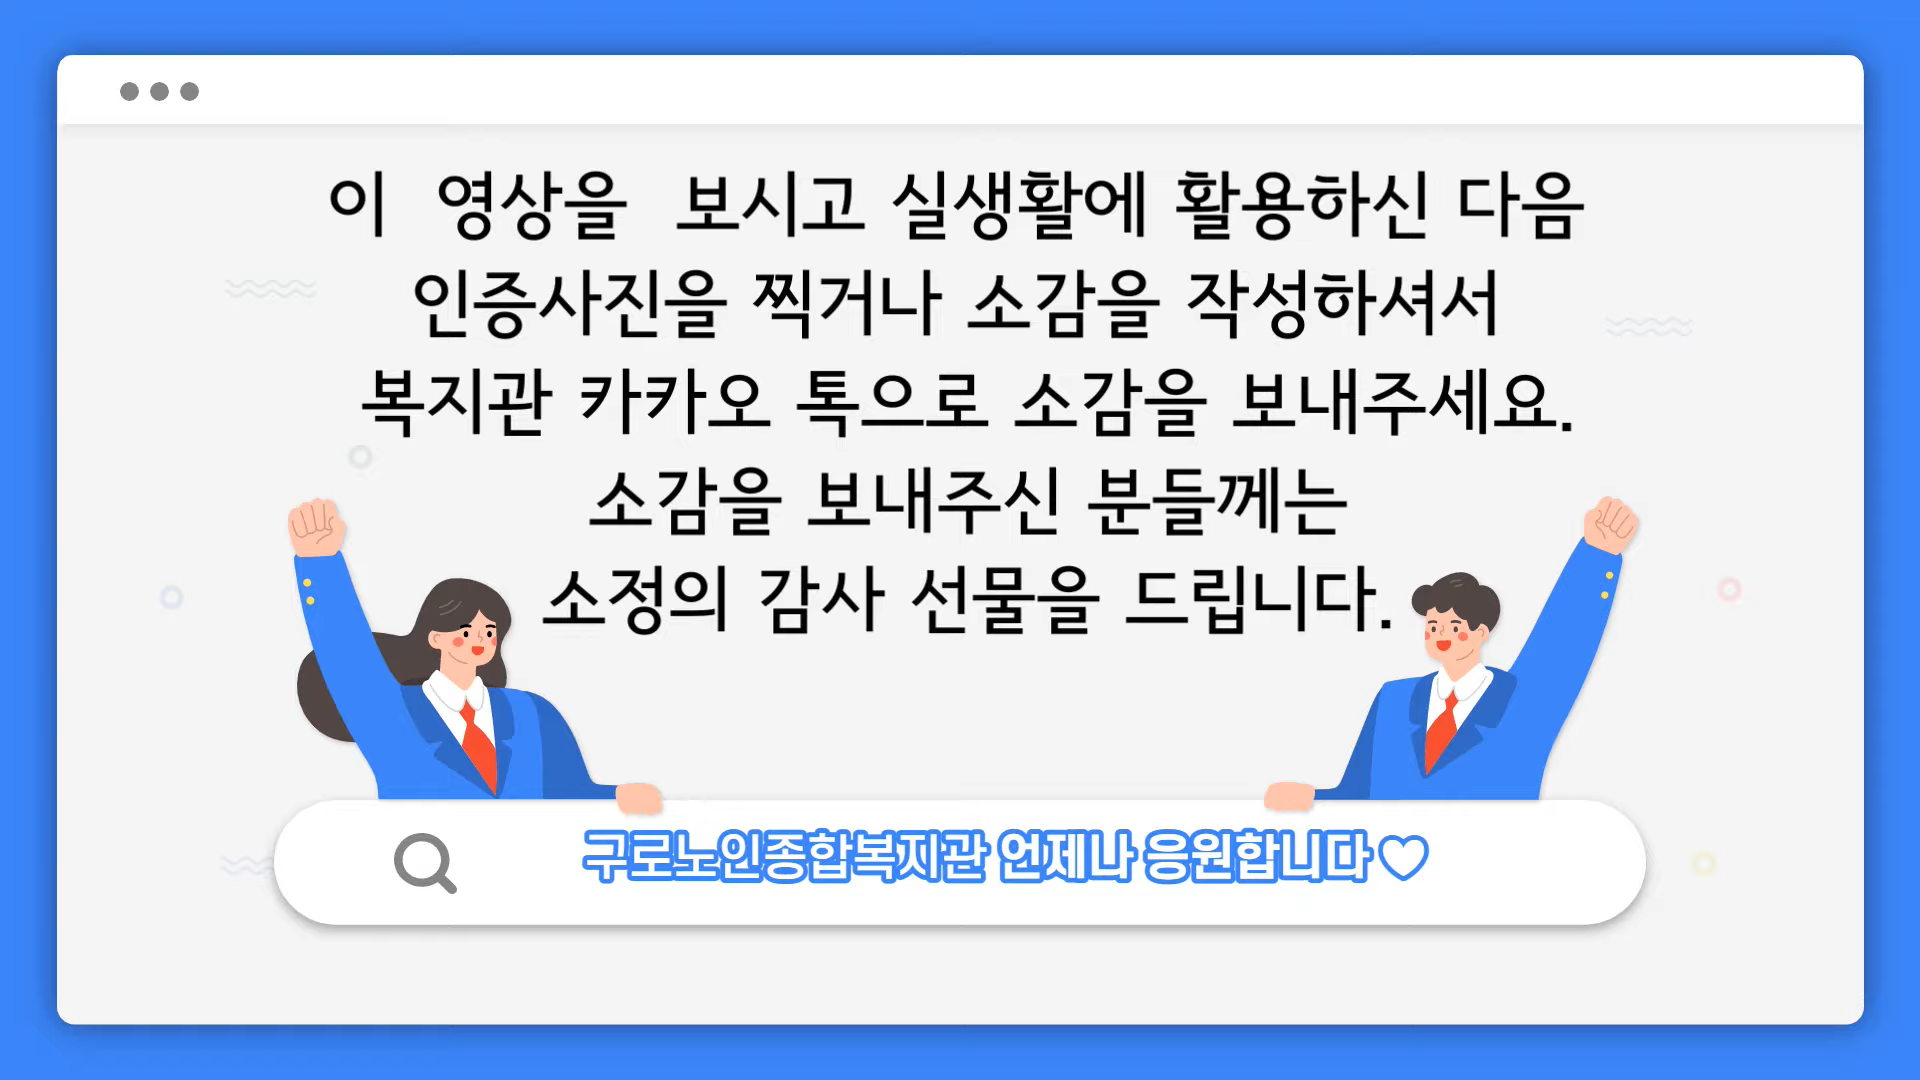 이 영상을 보시고 실생활에 활용하신 다음
인증사진을 찍거나 소감을 작성하셔서
복지관 카카오 톡으로 소감을 보내주세요.
소감을 보내주신 분들께는
소정의 감사 선물을 드립니다.
구로노인종합복지관 언제나 응원합니다♡